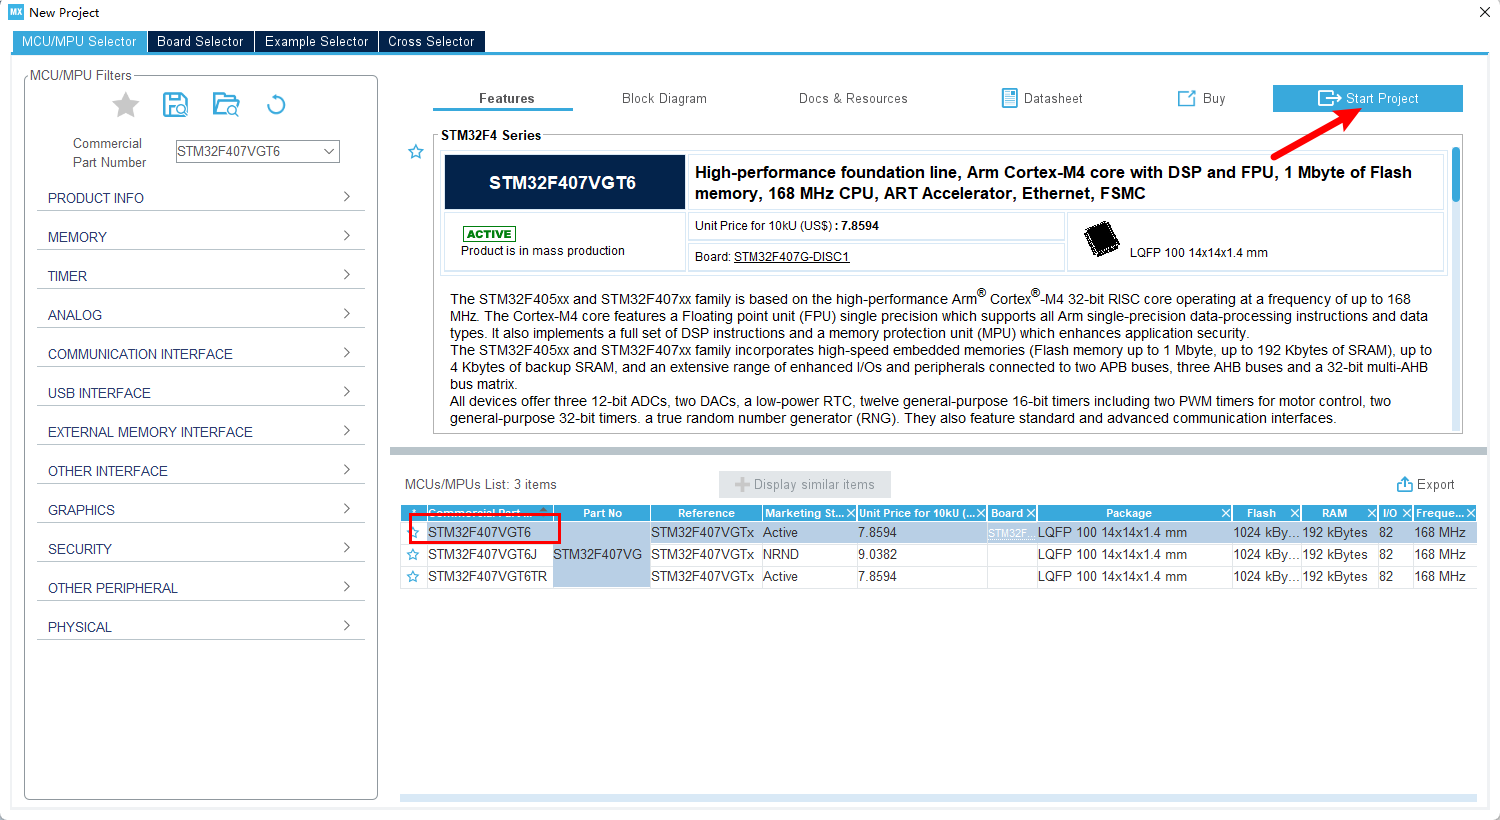 MX New Project
MCU/MPU Selector Board Selector Example Selector Cross Selector
MCU/MPU Filters
Commercial
Part Number
STM32F407VGT6
PRODUCT INFO
MEMORY
TIMER
ANALOG
COMMUNICATION INTERFACE
USB INTERFACE
EXTERNAL MEMORY INTERFACE
OTHER INTERFACE
GRAPHICS
SECURITY
OTHER PERIPHERAL
PHYSICAL
Features Block Diagram Docs & Resources Datasheet Buy Start Project
STM32F4 Series
STM32F407VGT6
High-performance foundation line, Arm Cortex-M4 core with DSP and FPU, 1 Mbyte of Flash
memory, 168 MHz CPU, ART Accelerator, Ethernet, FSMC
ACTIVE
Product is in mass production
Unit Price for 10kU (US$) : 7.8594
Board: STM32F407G-DISC1
LQFP 100 14x14x1.4 mm
The STM32F405xx and STM32F407xx family is based on the high-performance Arm® Cortex®-M4 32-bit RISC core operating at a frequency of up to 168
MHz. The Cortex-M4 core features a Floating point unit (FPU) single precision which supports all Arm single-precision data-processing instructions and data
types. It also implements a full set of DSP instructions and a memory protection unit (MPU) which enhances application security.
The STM32F405xx and STM32F407xx family incorporates high-speed embedded memories (Flash memory up to 1 Mbyte, up to 192 Kbytes of SRAM), up to
4 Kbytes of backup SRAM, and an extensive range of enhanced I/Os and peripherals connected to two APB buses, three AHB buses and a 32-bit multi-AHB
bus matrix.
All devices offer three 12-bit ADCs, two DACs, a low-power RTC, twelve general-purpose 16-bit timers including two PWM timers for motor control, two
general-purpose 32-bit timers. a true random number generator (RNG). They also feature standard and advanced communication interfaces.
MCUs/MPUs List: 3 items Display similar items Export
* Commercial Part... Part No Reference Marketing St... Unit Price for 10kU (... Board Package Flash RAM I/O Freque...
STM32F407VGT6 STM32F407VGTx Active 7.8594 STM32F... LQFP 100 14x14x1.4 mm 1024 kBy... 192 kBytes 82 168 MHz
STM32F407VGT6J STM32F407VG STM32F407VGTx NRND 9.0382 LQFP 100 14x14x1.4 mm 1024 kBy... 192 kBytes 82 168 MHz
STM32F407VGT6TR STM32F407VGTx Active 7.8594 LQFP 100 14x14x1.4 mm 1024 kBy... 192 kBytes 82 168 MHz